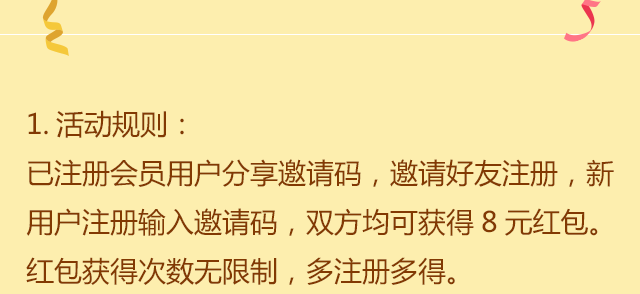 1. 活动规则：
已注册会员用户分享邀请码，邀请好友注册，新
用户注册输入邀请码，双方均可获得 8 元红包。
红包获得次数无限制，多注册多得。